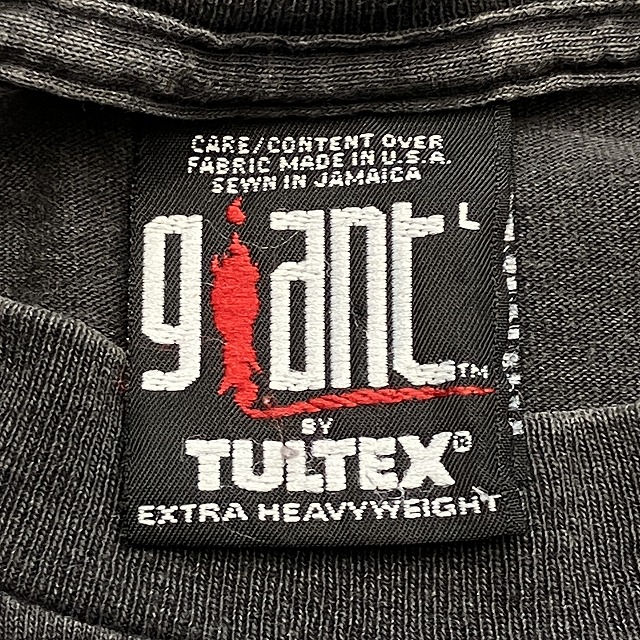 CARE/CONTENT OVER
FABRIC MADE IN U.S.A.
SEWN IN JAMAICA
giant L
TM
BY
TULTEX®
EXTRA HEAVYWEIGHT